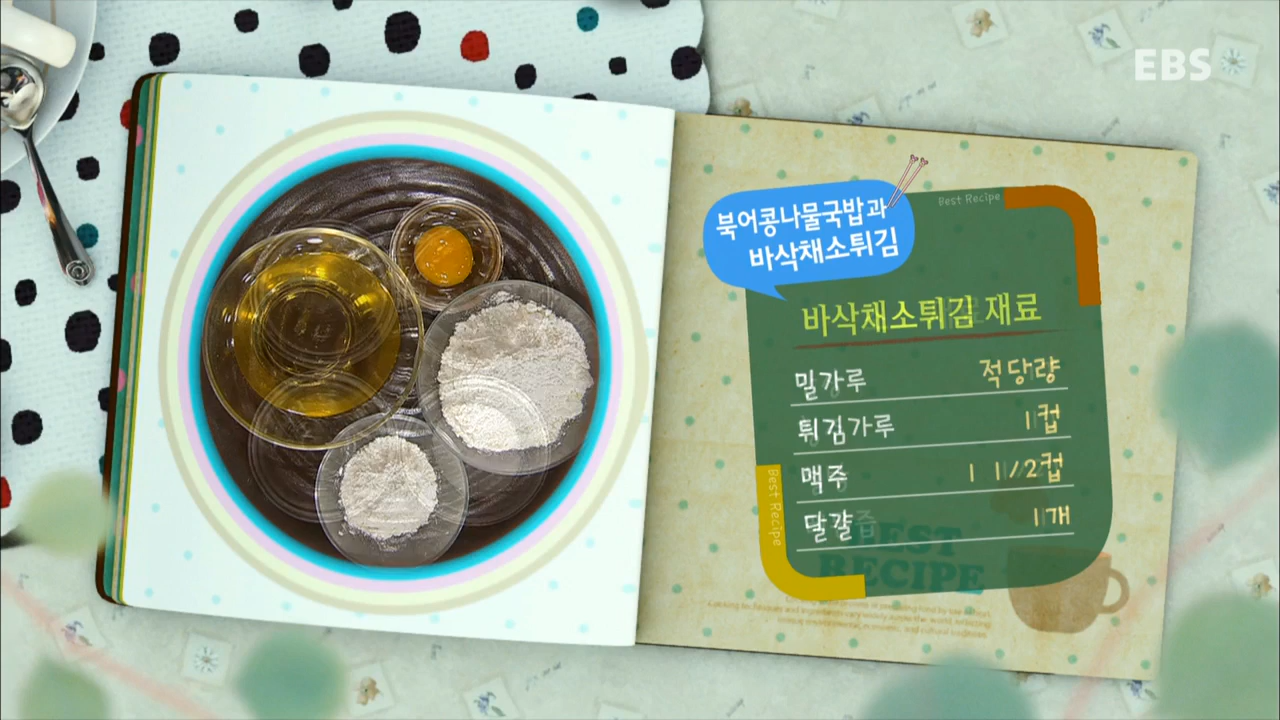 EBS
북어콩나물국밥과
바삭채소튀김
Best Recipe
바삭채소튀김 재료
밀가루 적당량
튀김가루 1컵
맥주 1 1/2컵
달걀 1개
Best Recipe
BEST
RECIPE